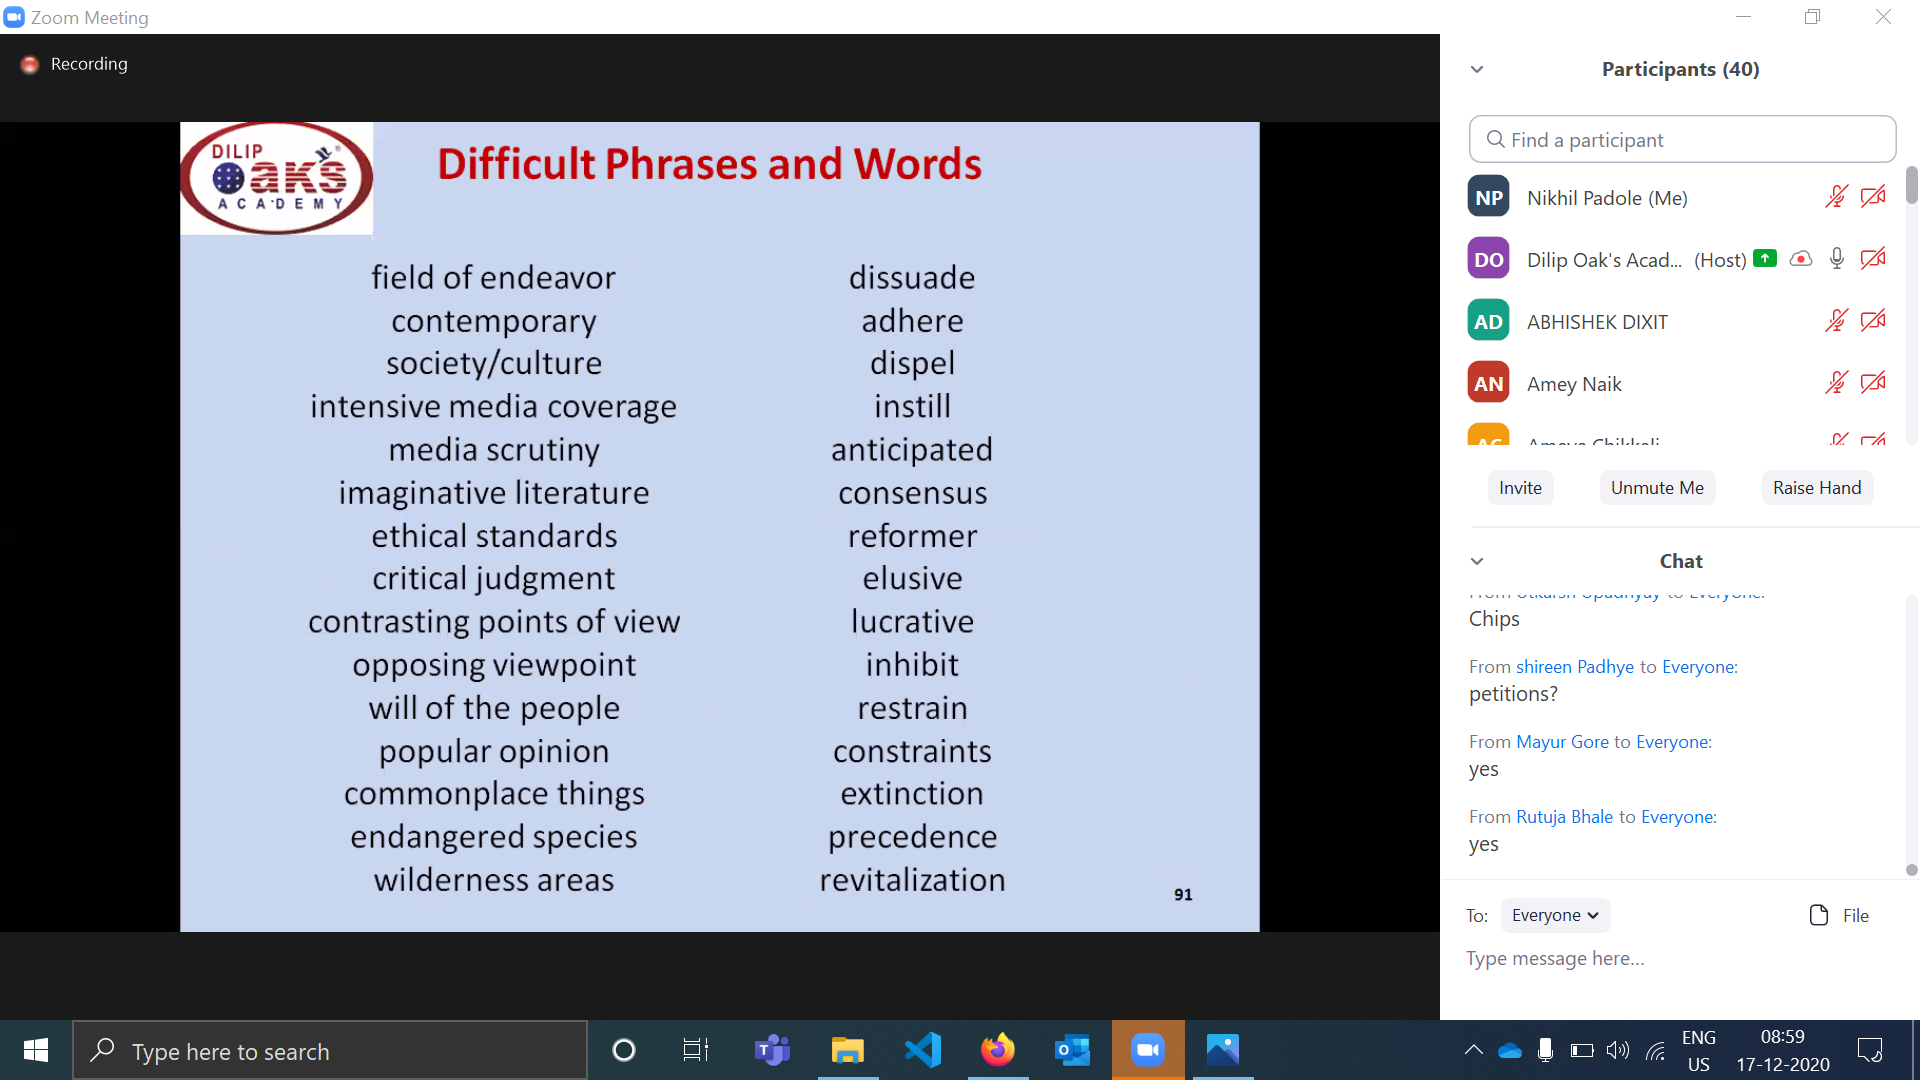 Zoom Meeting
Recording
DILIP
Oak's
ACADEMY
Difficult Phrases and Words
field of endeavor
contemporary
society/culture
intensive media coverage
media scrutiny
imaginative literature
ethical standards
critical judgment
contrasting points of view
opposing viewpoint
will of the people
popular opinion
commonplace things
endangered species
wilderness areas
dissuade
adhere
dispel
instill
anticipated
consensus
reformer
elusive
lucrative
inhibit
restrain
constraints
extinction
precedence
revitalization
91
Participants (40)
Find a participant
NP Nikhil Padole (Me)
DO Dilip Oak's Acad... (Host)
AD ABHISHEK DIXIT
AN Amey Naik
Invite Unmute Me Raise Hand
Chat
From Utkarsh Upadhyay to Everyone:
Chips
From shireen Padhye to Everyone:
petitions?
From Mayur Gore to Everyone:
yes
From Rutuja Bhale to Everyone:
yes
To: Everyone File
Type message here...
Type here to search
ENG
US
08:59
17-12-2020